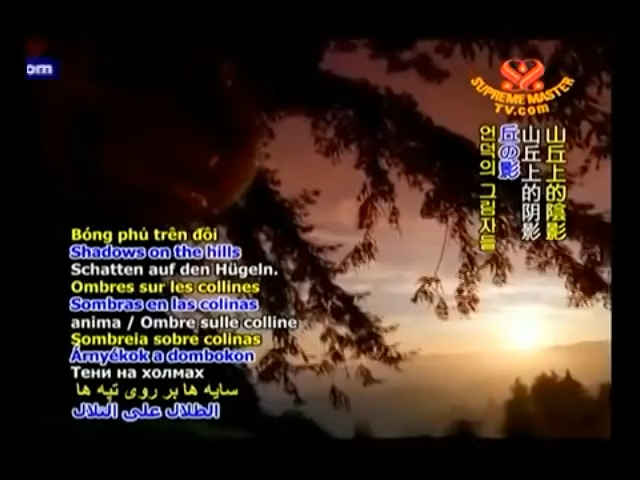 om
SUPREME MASTER
TV.com
山丘上的陰影
山丘上的阴影
丘の影
언덕의 그림자들
Bóng phủ trên đồi
Shadows on the hills
Schatten auf den Hügeln.
Ombres sur les collines
Sombras en las colinas
anima / Ombre sulle colline
Sombreia sobre colinas
Árnyékok a dombokon
Тени на холмах
سایه ها بر روی تپه ها
الظلال على التلال